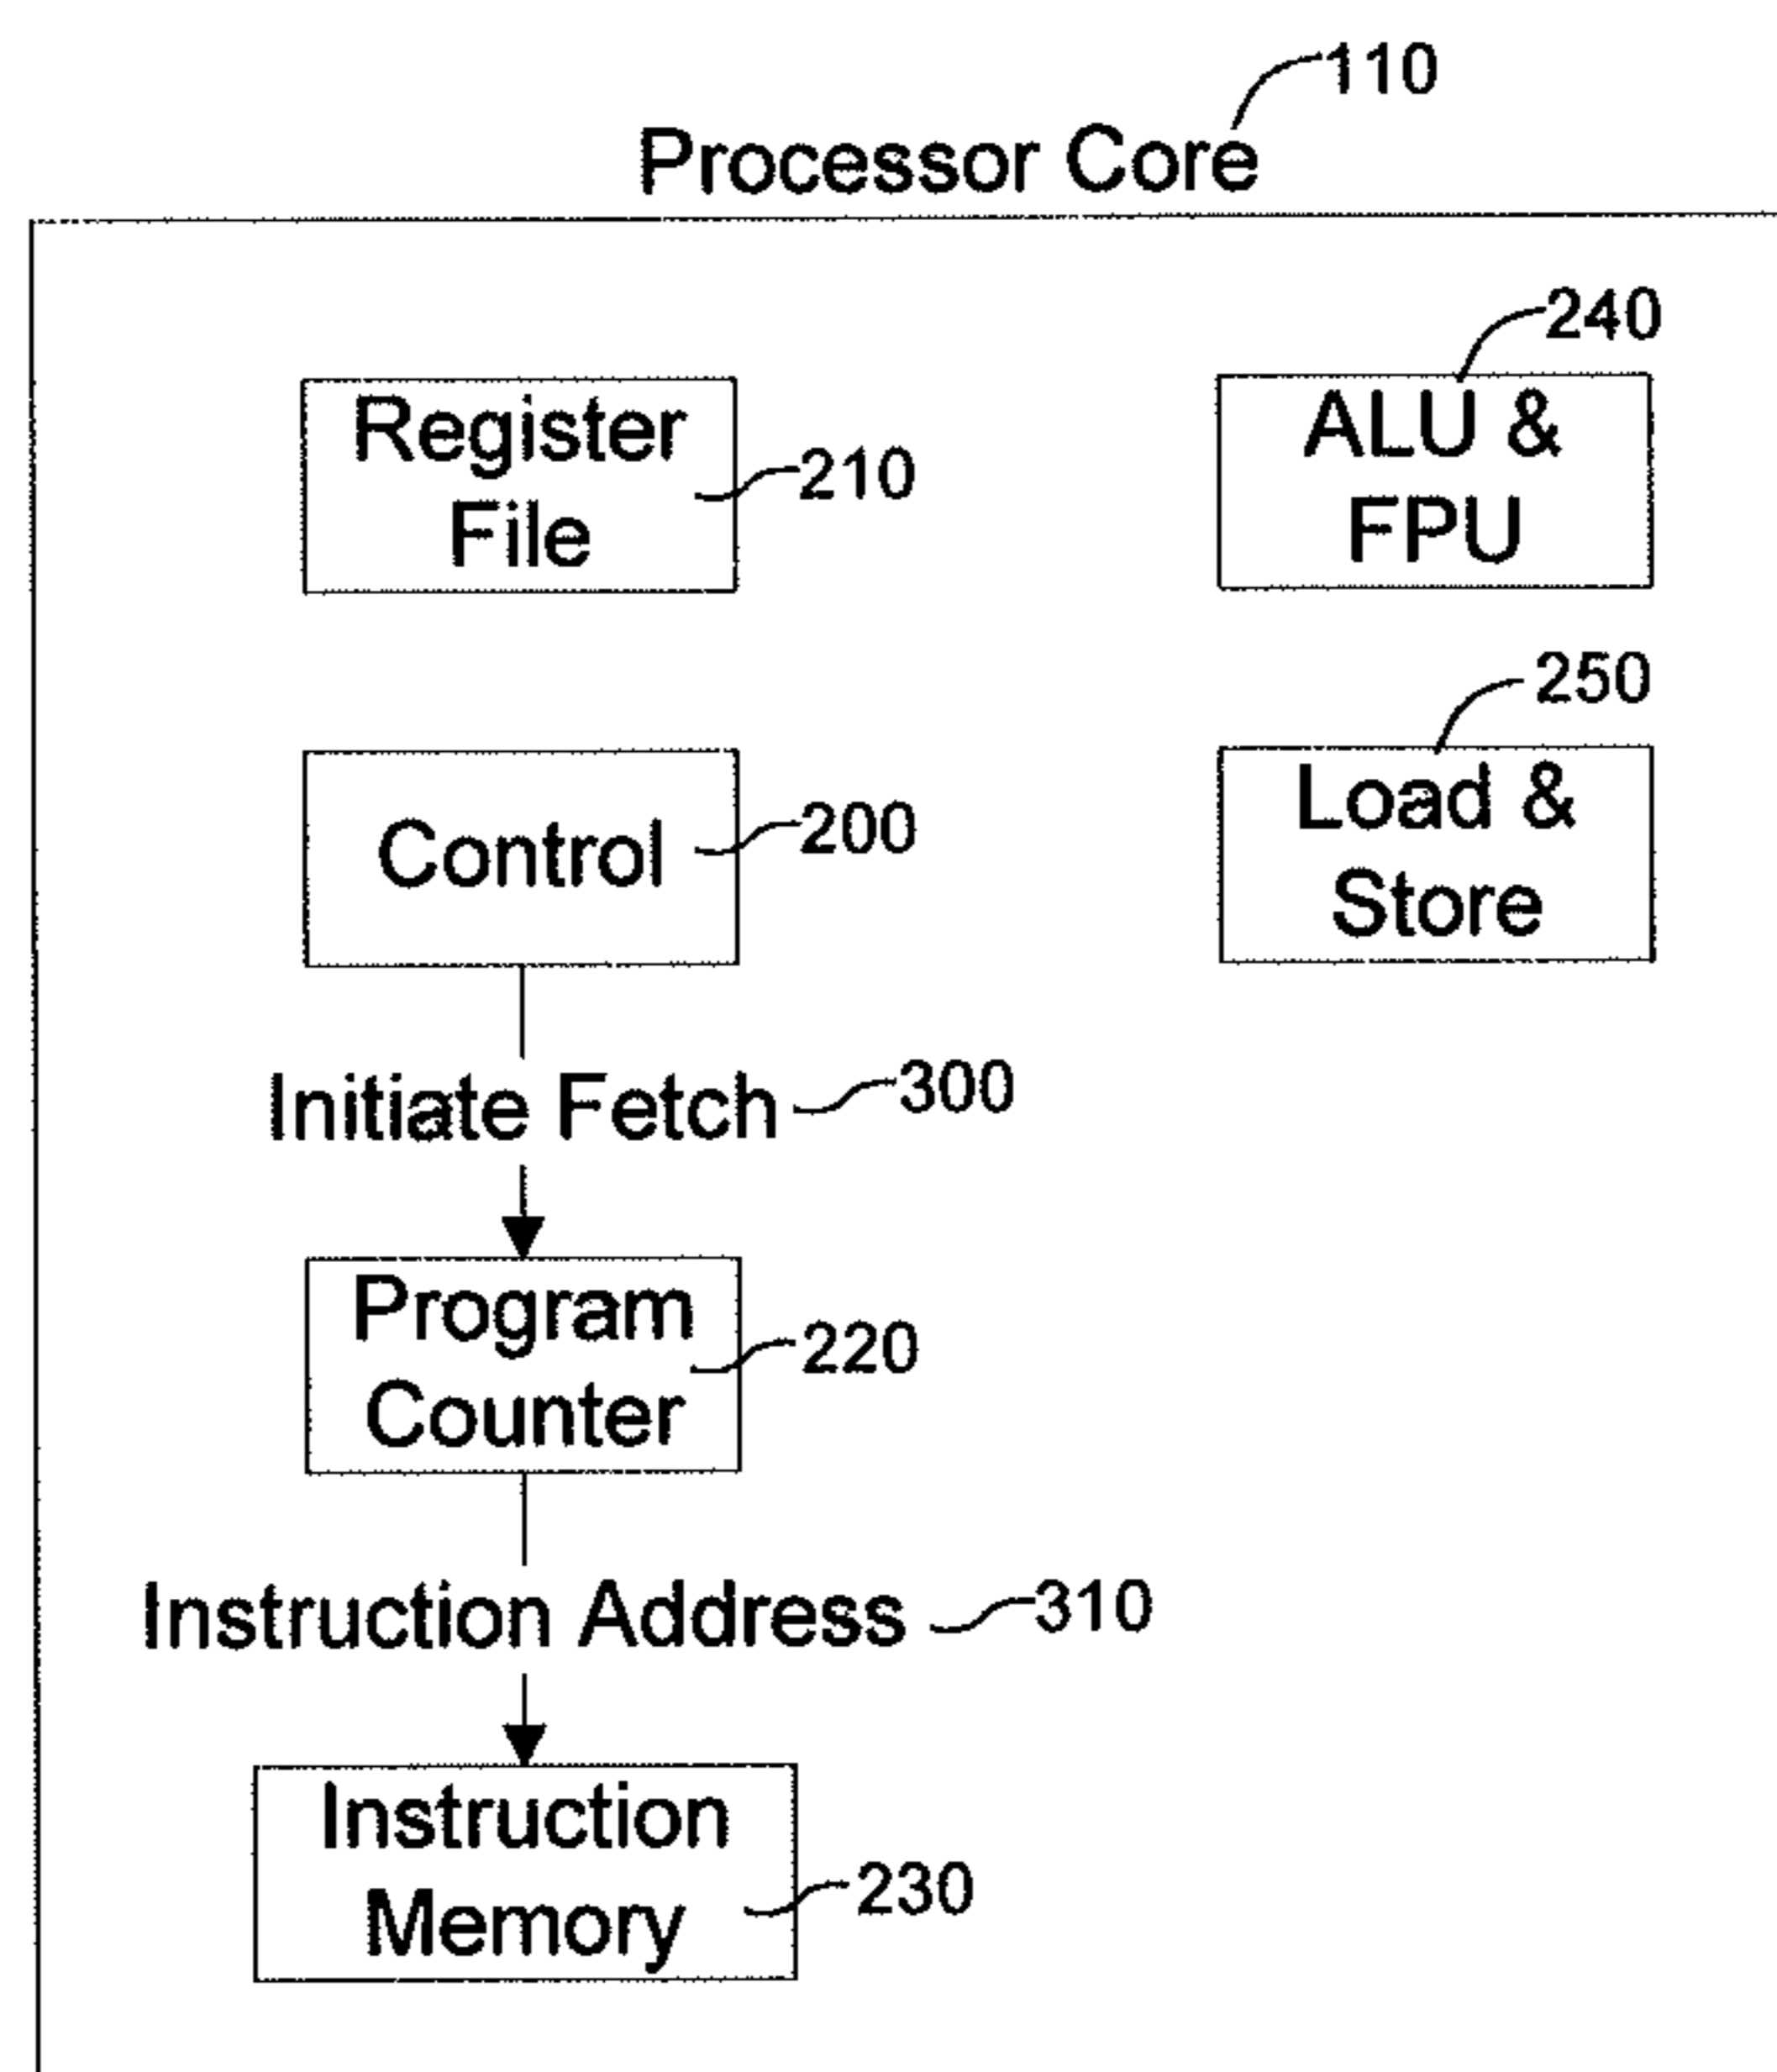 110
Processor Core
240
Register
File
210
ALU &
FPU
250
Control
200
Load &
Store
Initiate Fetch
300
Program
Counter
220
Instruction Address
310
Instruction
Memory
230